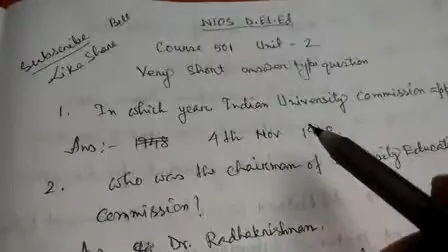 Subscribe Bell NIOS D.El.Ed
Like Share Course 501 Unit - 2
Very short answer type question
1. In which year Indian University Commission
Ans :- 1948 4th Nov
2. Who was the chairman of Commission?
Dr. Radhakrishnan.